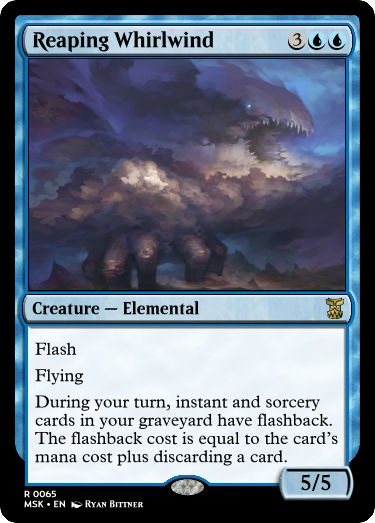 Reaping Whirlwind 3
Creature — Elemental
Flash
Flying
During your turn, instant and sorcery
cards in your graveyard have flashback.
The flashback cost is equal to the card's
mana cost plus discarding a card.
5/5
R 0065
MSK • EN Ryan Bittner